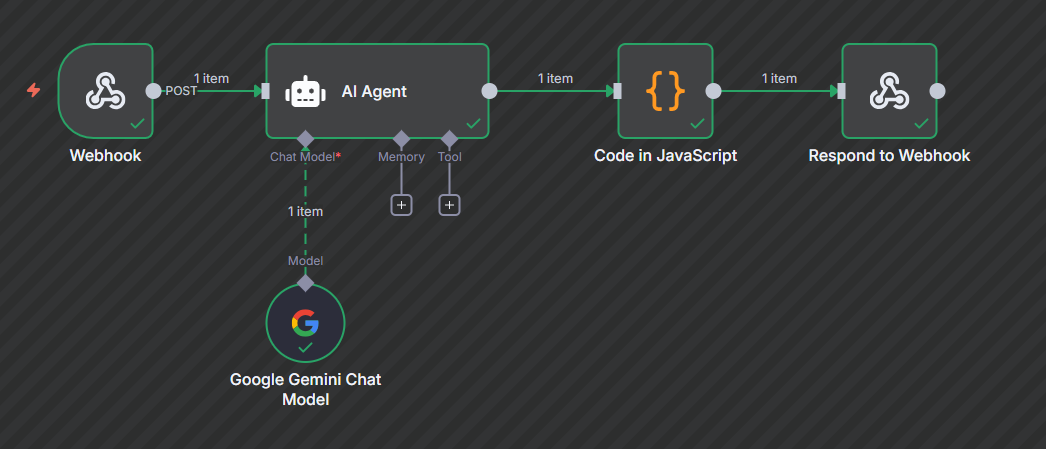 POST
1 item
AI Agent
1 item
{}
1 item
Webhook
Chat Model*
Memory
Tool
Code in JavaScript
Respond to Webhook
1 item
+
+
Model
G
Google Gemini Chat
Model